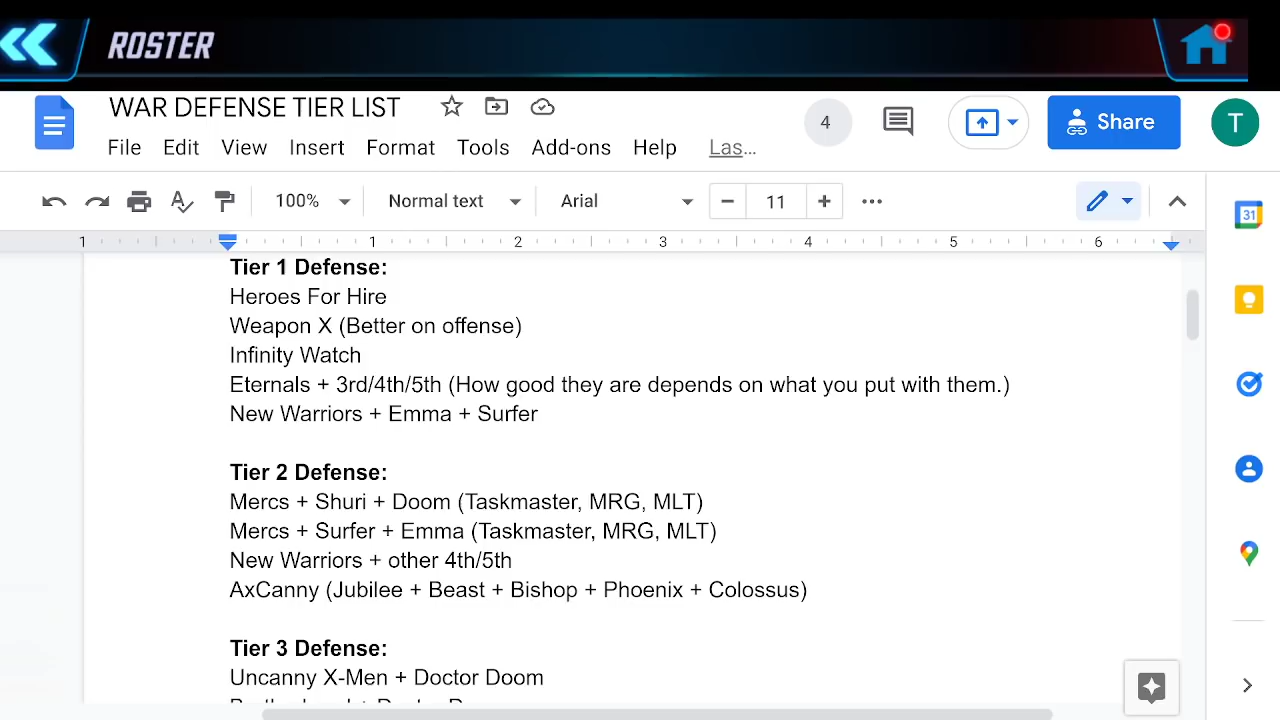 ROSTER
WAR DEFENSE TIER LIST
4
Share
T
File Edit View Insert Format Tools Add-ons Help Las...
100% Normal text Arial 11
31
1 1 2 3 4 5 6
Tier 1 Defense:
Heroes For Hire
Weapon X (Better on offense)
Infinity Watch
Eternals + 3rd/4th/5th (How good they are depends on what you put with them.)
New Warriors + Emma + Surfer
Tier 2 Defense:
Mercs + Shuri + Doom (Taskmaster, MRG, MLT)
Mercs + Surfer + Emma (Taskmaster, MRG, MLT)
New Warriors + other 4th/5th
AxCanny (Jubilee + Beast + Bishop + Phoenix + Colossus)
Tier 3 Defense:
Uncanny X-Men + Doctor Doom